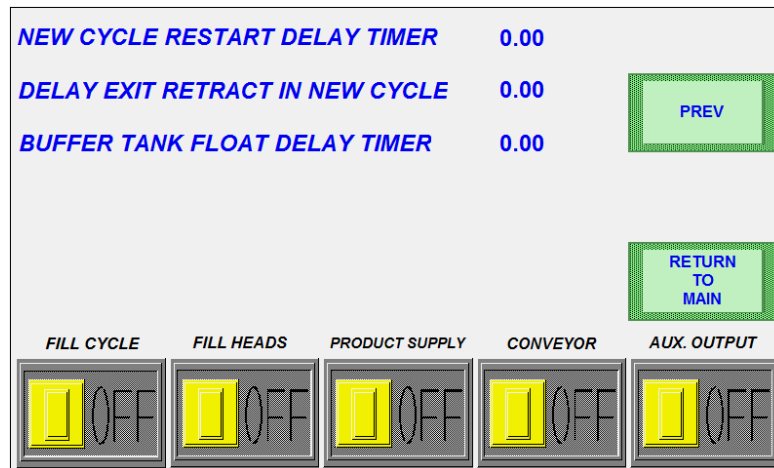 NEW CYCLE RESTART DELAY TIMER 0.00
DELAY EXIT RETRACT IN NEW CYCLE 0.00
PREV
BUFFER TANK FLOAT DELAY TIMER 0.00
RETURN
TO
MAIN
FILL CYCLE FILL HEADS PRODUCT SUPPLY CONVEYOR AUX. OUTPUT
OFF OFF OFF OFF OFF